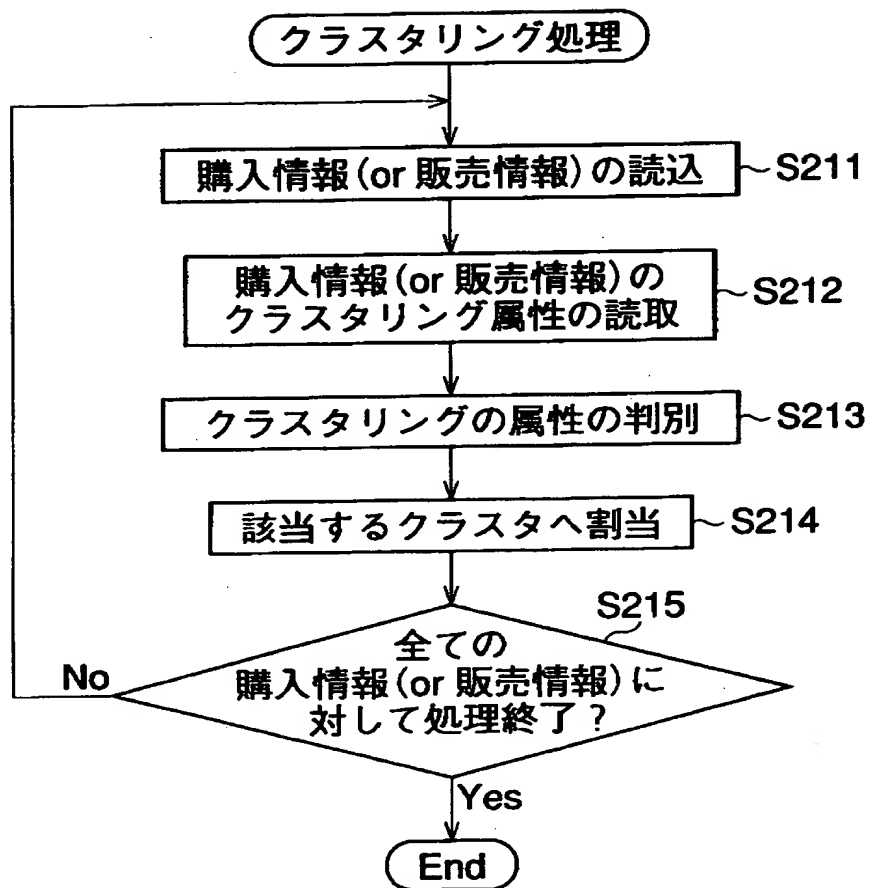 クラスタリング処理
購入情報(or 販売情報)の読込
S211
購入情報(or 販売情報)の
クラスタリング属性の読取
S212
クラスタリングの属性の判別
S213
該当するクラスタへ割当
S214
S215
全ての
購入情報(or 販売情報)に
対して処理終了?
No
Yes
End